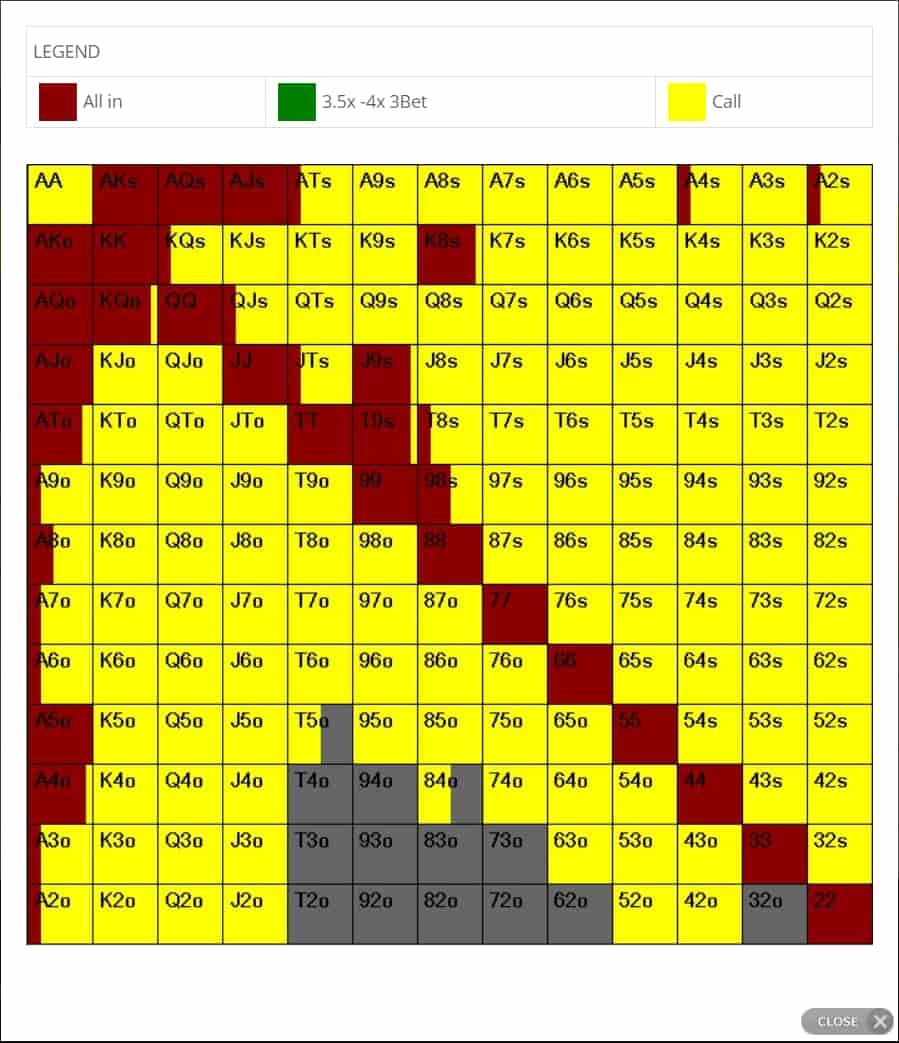 LEGEND
All in 3.5x -4x 3Bet Call
AA AKs AQs AJs ATs A9s A8s A7s A6s A5s A4s A3s A2s
AKo KK KQs KJs KTs K9s K8s K7s K6s K5s K4s K3s K2s
AQo KQo QQ QJs QTs Q9s Q8s Q7s Q6s Q5s Q4s Q3s Q2s
AJo KJo QJo JJ JTs J9s J8s J7s J6s J5s J4s J3s J2s
ATo KTo QTo JTo TT T9s T8s T7s T6s T5s T4s T3s T2s
A9o K9o Q9o J9o T9o 99 98s 97s 96s 95s 94s 93s 92s
A8o K8o Q8o J8o T8o 98o 88 87s 86s 85s 84s 83s 82s
A7o K7o Q7o J7o T7o 97o 87o 77 76s 75s 74s 73s 72s
A6o K6o Q6o J6o T6o 96o 86o 76o 66 65s 64s 63s 62s
A5o K5o Q5o J5o T5o 95o 85o 75o 65o 55 54s 53s 52s
A4o K4o Q4o J4o T4o 94o 84o 74o 64o 54o 44 43s 42s
A3o K3o Q3o J3o T3o 93o 83o 73o 63o 53o 43o 33 32s
A2o K2o Q2o J2o T2o 92o 82o 72o 62o 52o 42o 32o 22
CLOSE